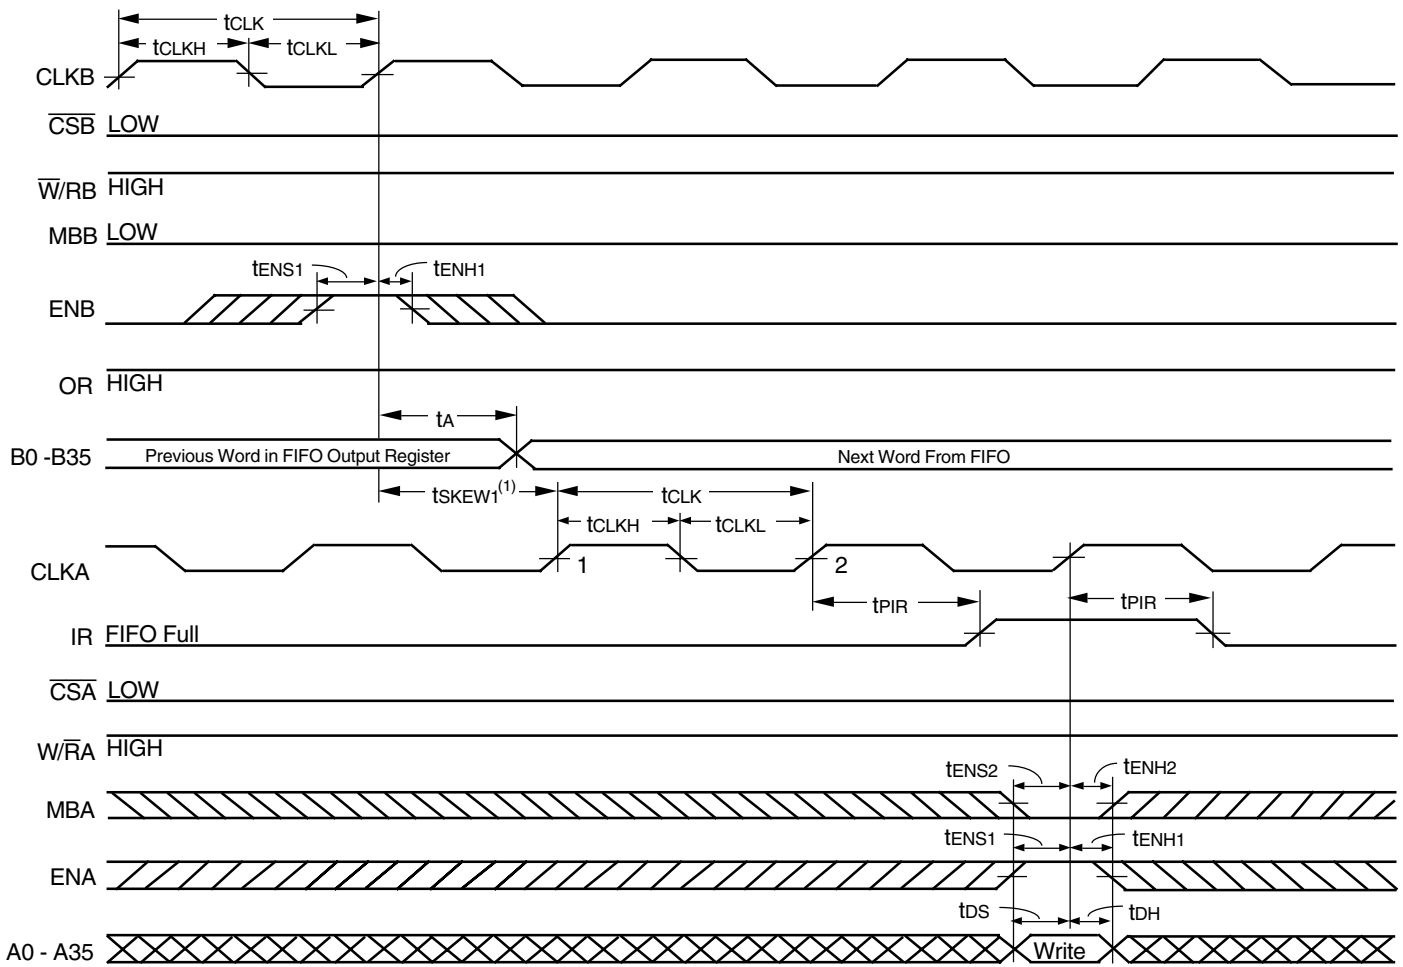 tCLK
tCLKH tCLKL
CLKB
CSB LOW
W/RB HIGH
MBB LOW
tENS1 tENH1
ENB
OR HIGH
tA
B0 -B35 Previous Word in FIFO Output Register Next Word From FIFO
tSKEW1(1) tCLK
tCLKH tCLKL
CLKA 1 2
tPIR tPIR
IR FIFO Full
CSA LOW
W/RA HIGH
tENS2 tENH2
MBA
tENS1 tENH1
ENA
tDS tDH
A0 - A35 Write